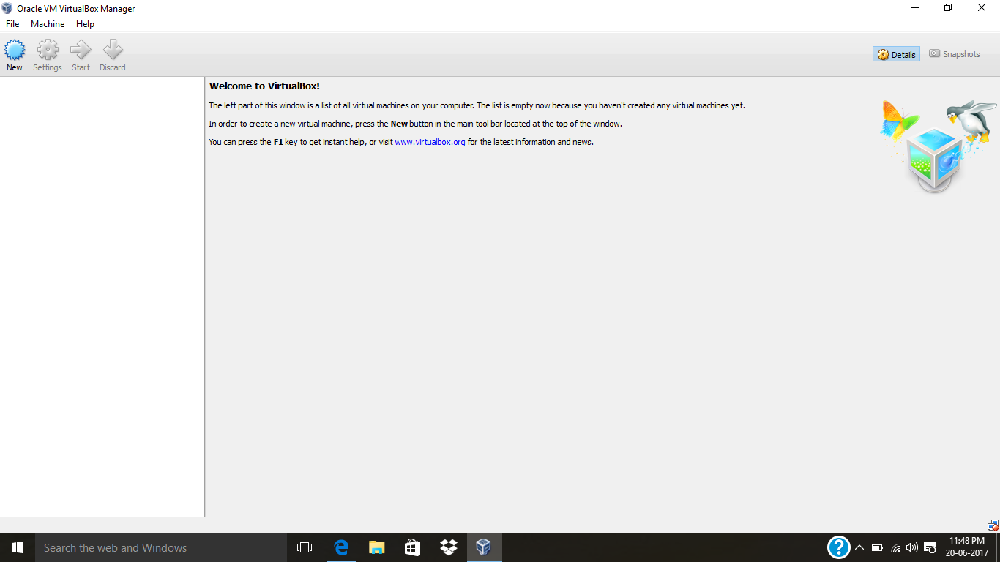 Oracle VM VirtualBox Manager
File Machine Help
New Settings Start Discard
Details Snapshots
Welcome to VirtualBox!
The left part of this window is a list of all virtual machines on your computer. The list is empty now because you haven't created any virtual machines yet.
In order to create a new virtual machine, press the New button in the main tool bar located at the top of the window.
You can press the F1 key to get instant help, or visit www.virtualbox.org for the latest information and news.
Search the web and Windows
11:48 PM
20-06-2017